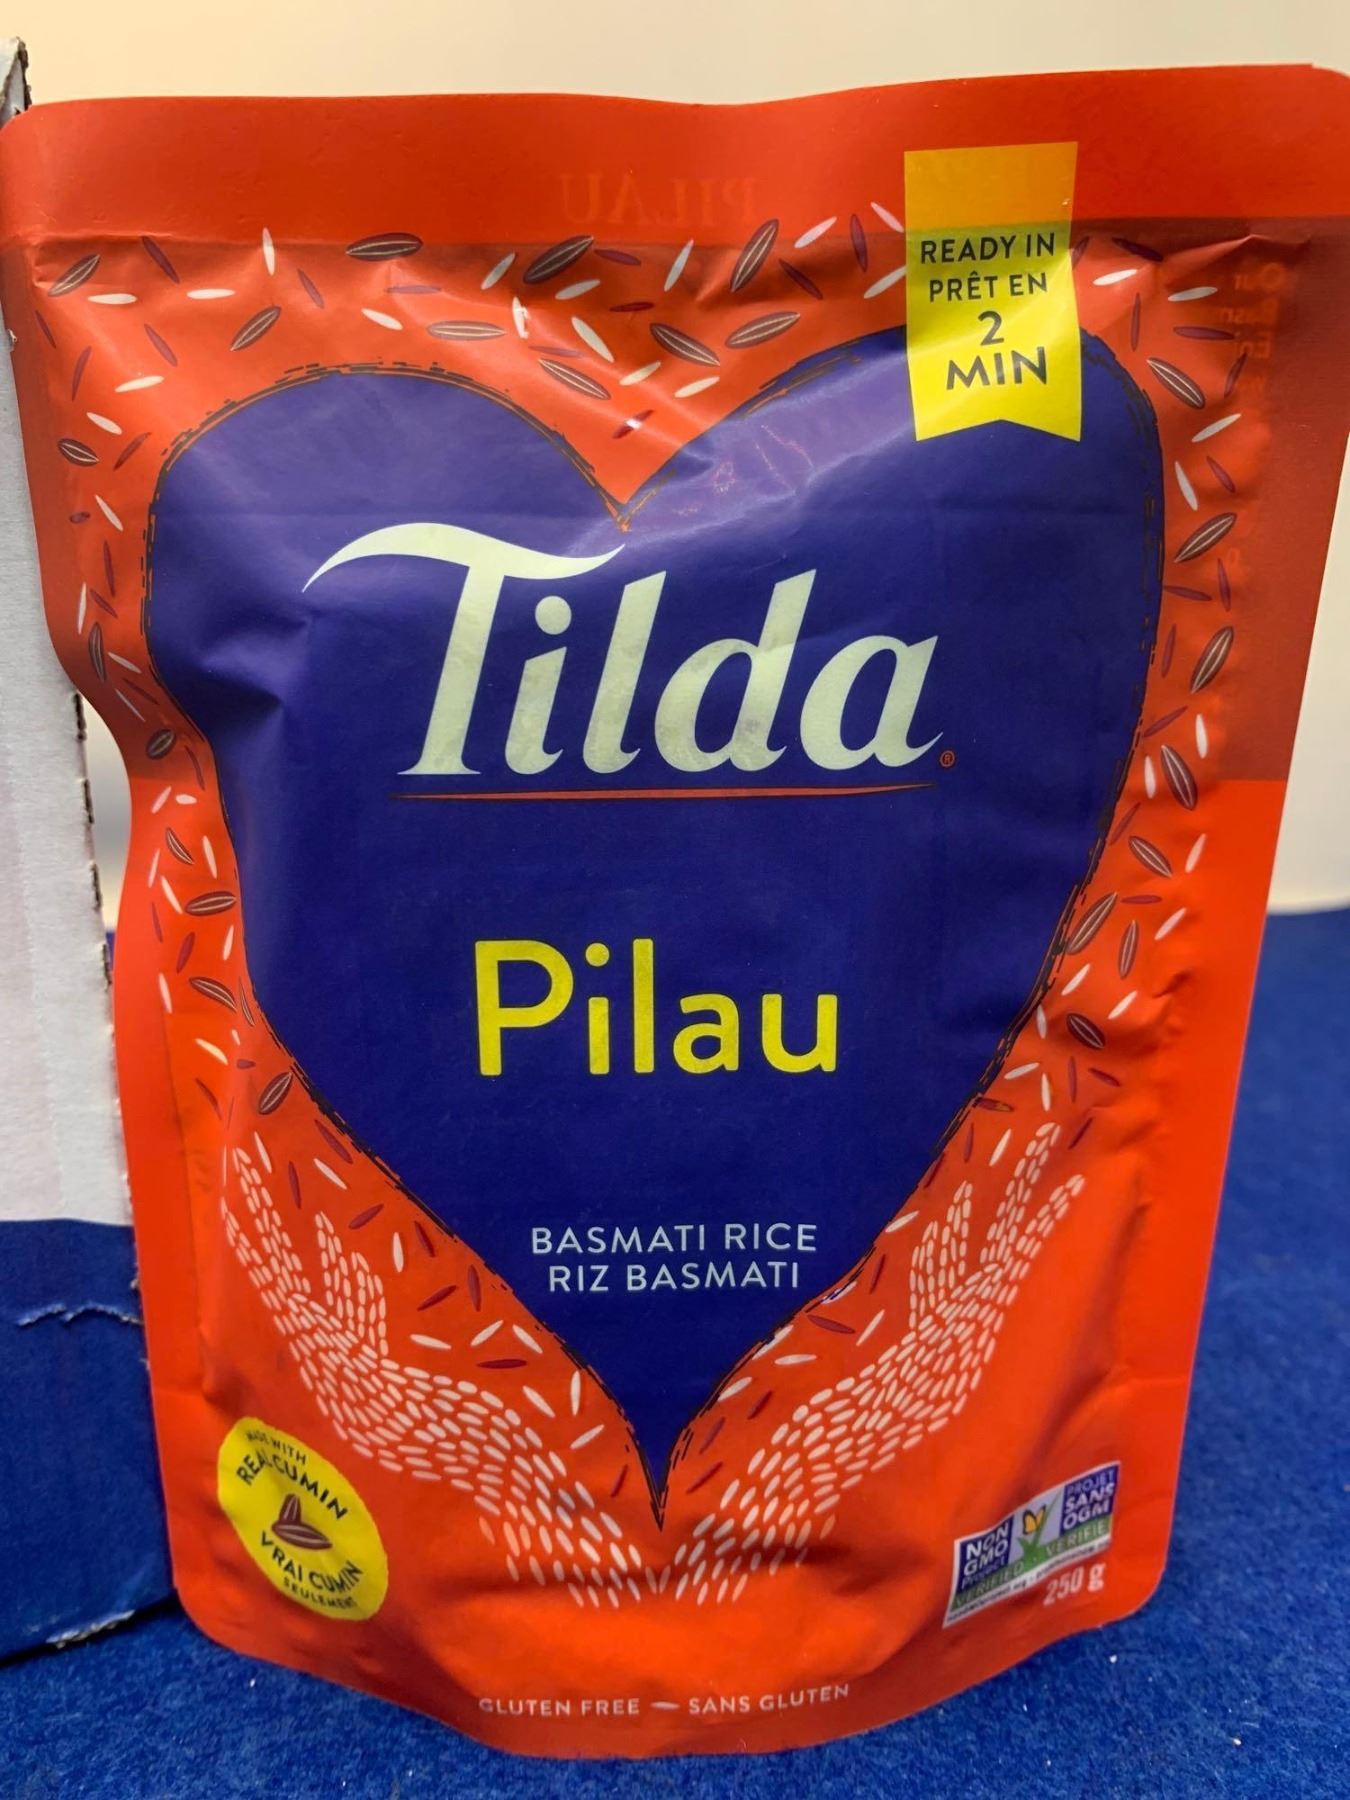 READY IN
PRÊT EN
2
MIN
Tilda®
Pilau
BASMATI RICE
RIZ BASMATI
MADE WITH
REAL CUMIN
VRAI CUMIN
SEULEMENT
NON
GMO
Project
VERIFIED
PROJET
SANS
OGM
VERIFIE
250 g
GLUTEN FREE — SANS GLUTEN